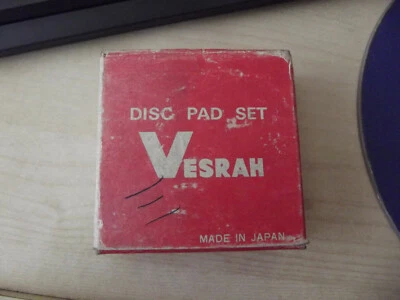 DISC PAD SET
VESRAH
MADE IN JAPAN